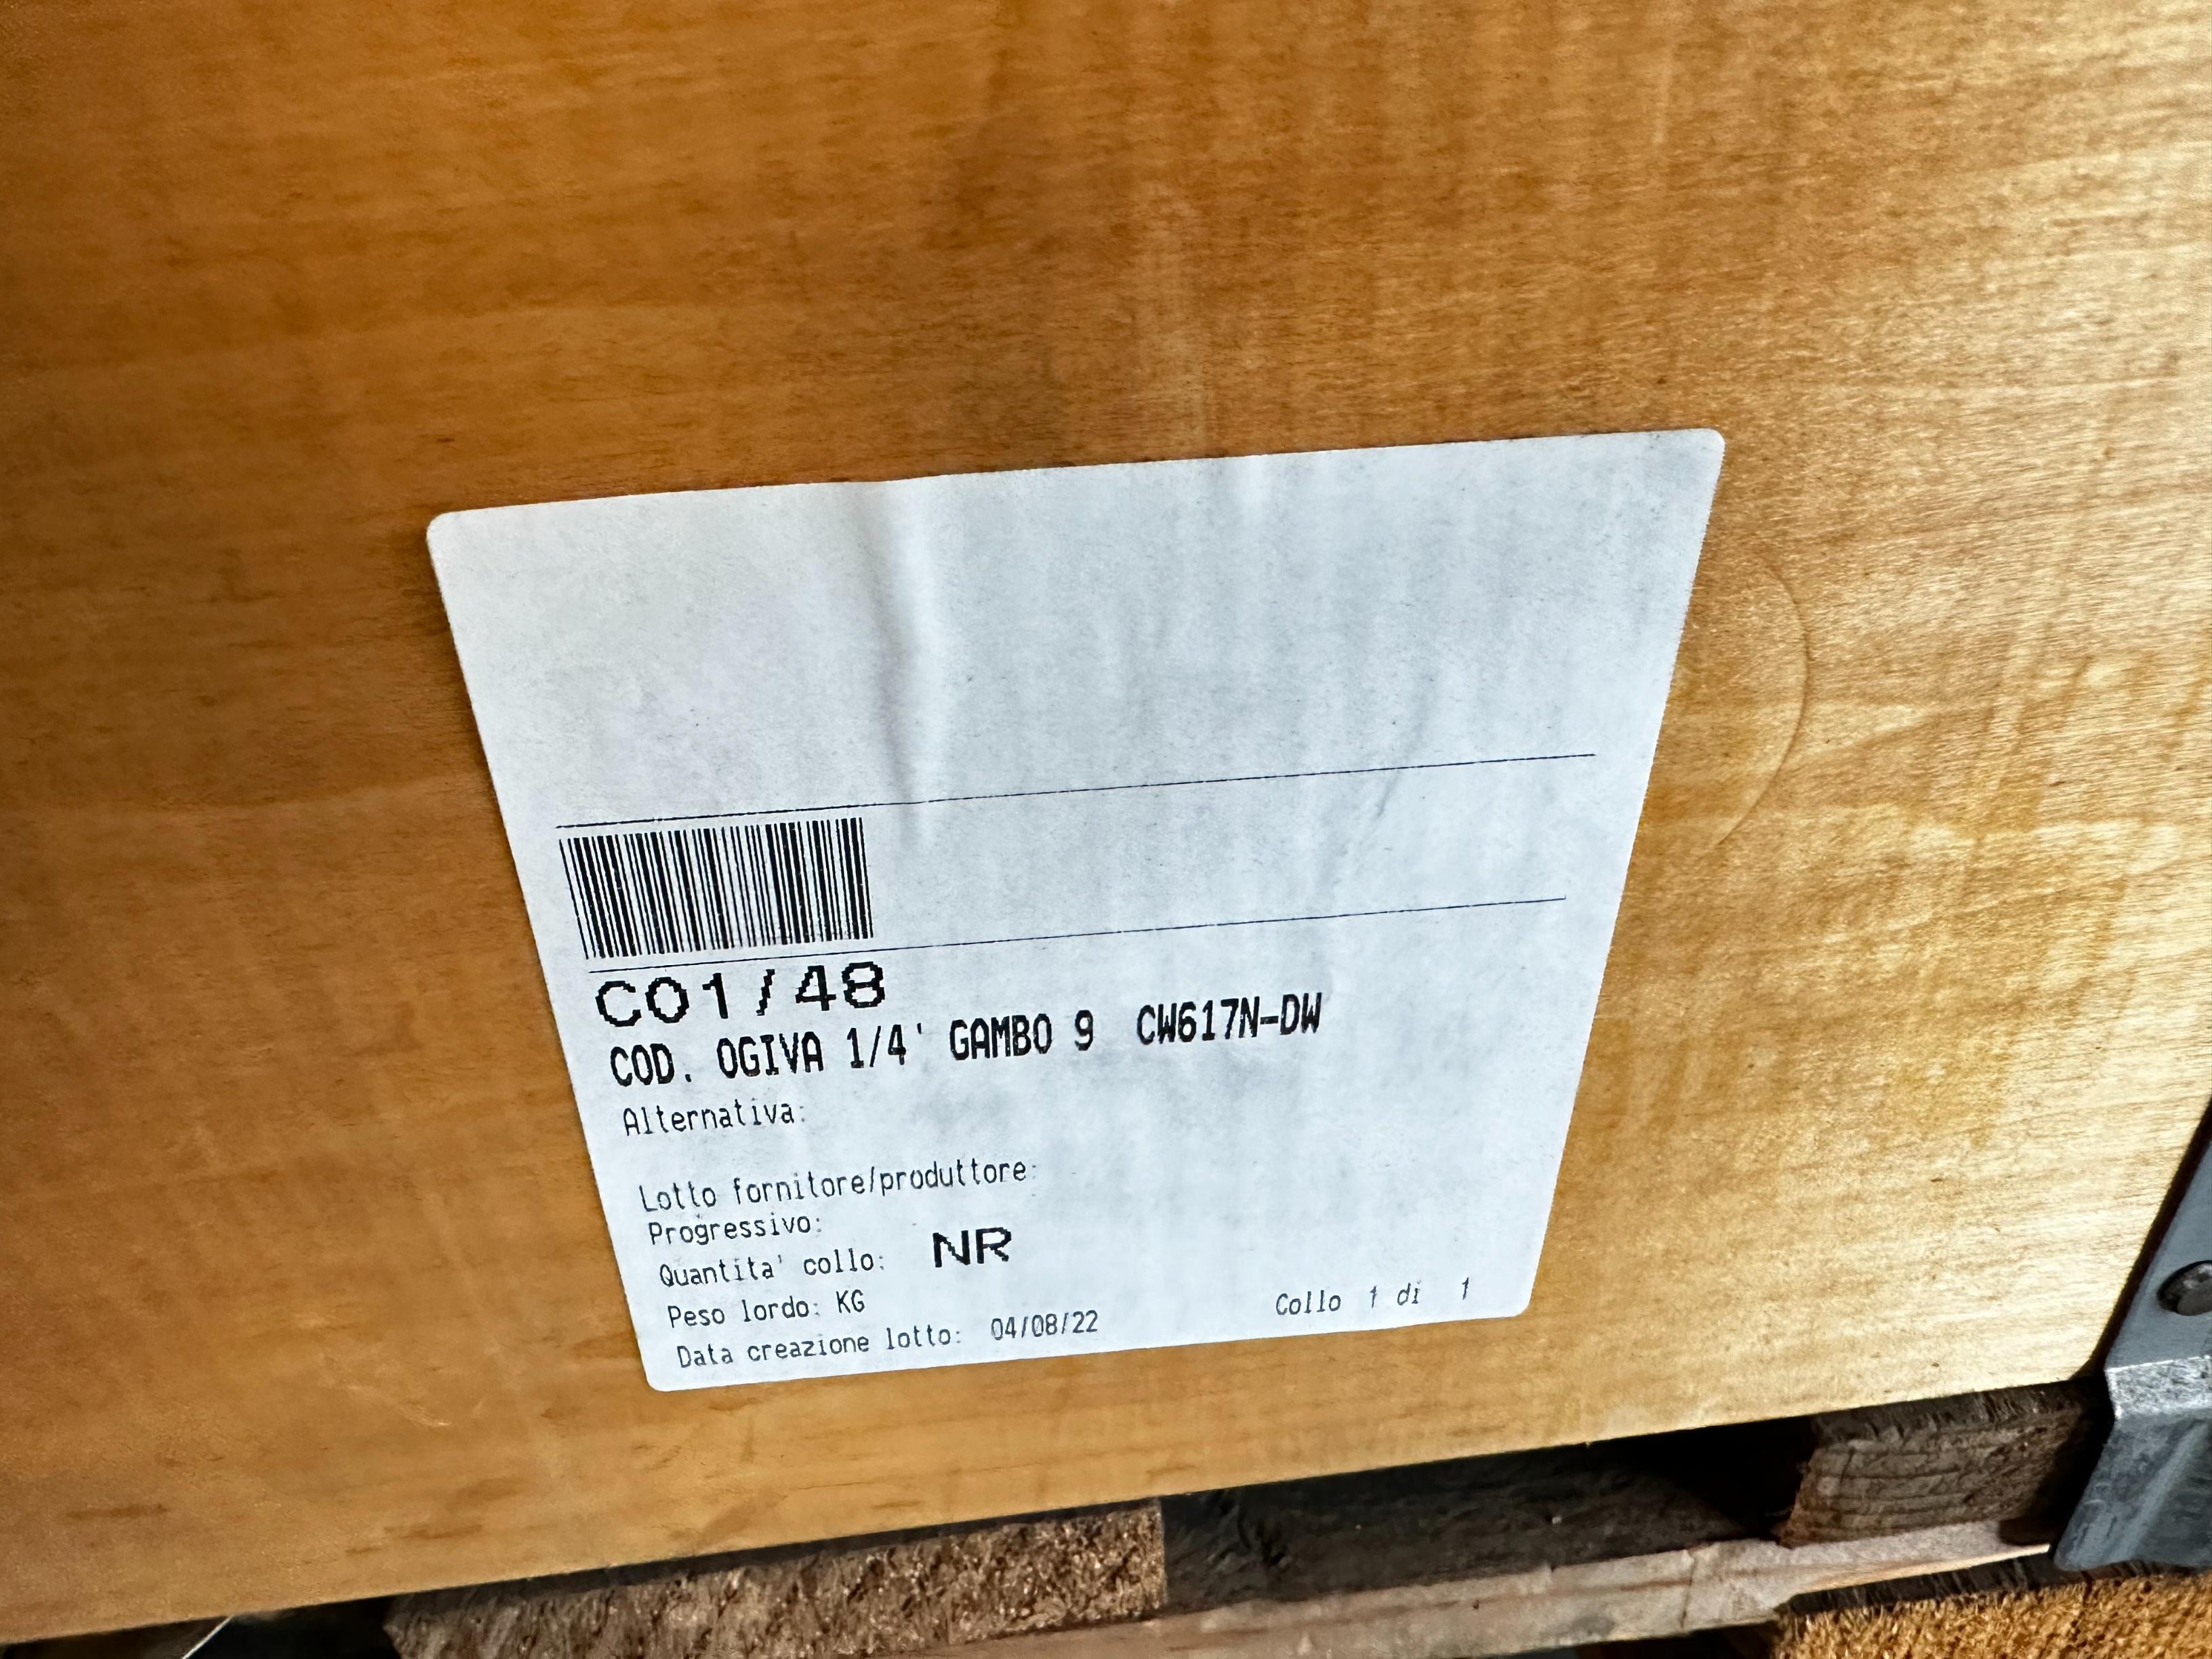 CO1/48
COD. OGIVA 1/4' GAMBO 9 CW617N-DW
Alternativa:
Lotto fornitore/produttore:
Progressivo:
Quantita' collo: NR
Peso lordo: KG
Data creazione lotto: 04/08/22 Collo 1 di 1